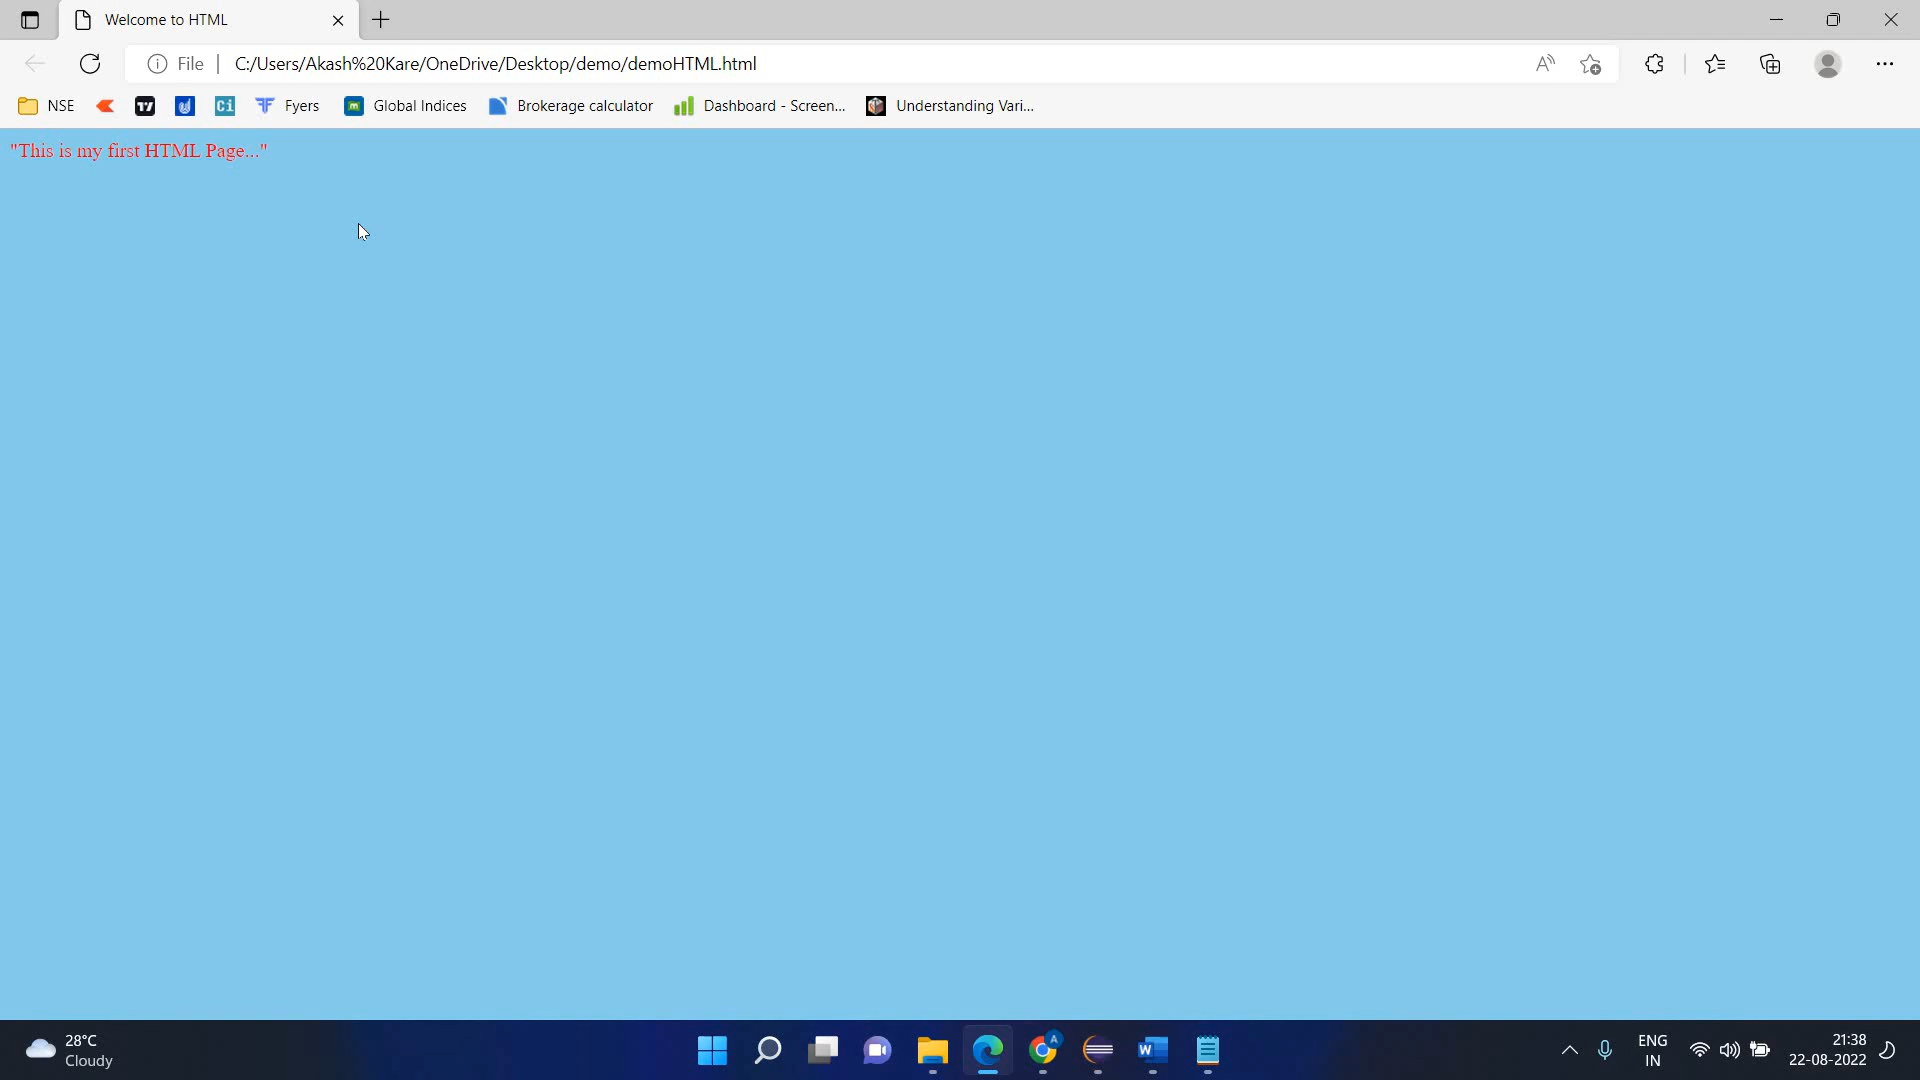 Welcome to HTML
File C:/Users/Akash%20Kare/OneDrive/Desktop/demo/demoHTML.html
NSE Ci Fyers Global Indices Brokerage calculator Dashboard - Screen... Understanding Vari...
"This is my first HTML Page..."
28°C
Cloudy
ENG
IN
21:38
22-08-2022